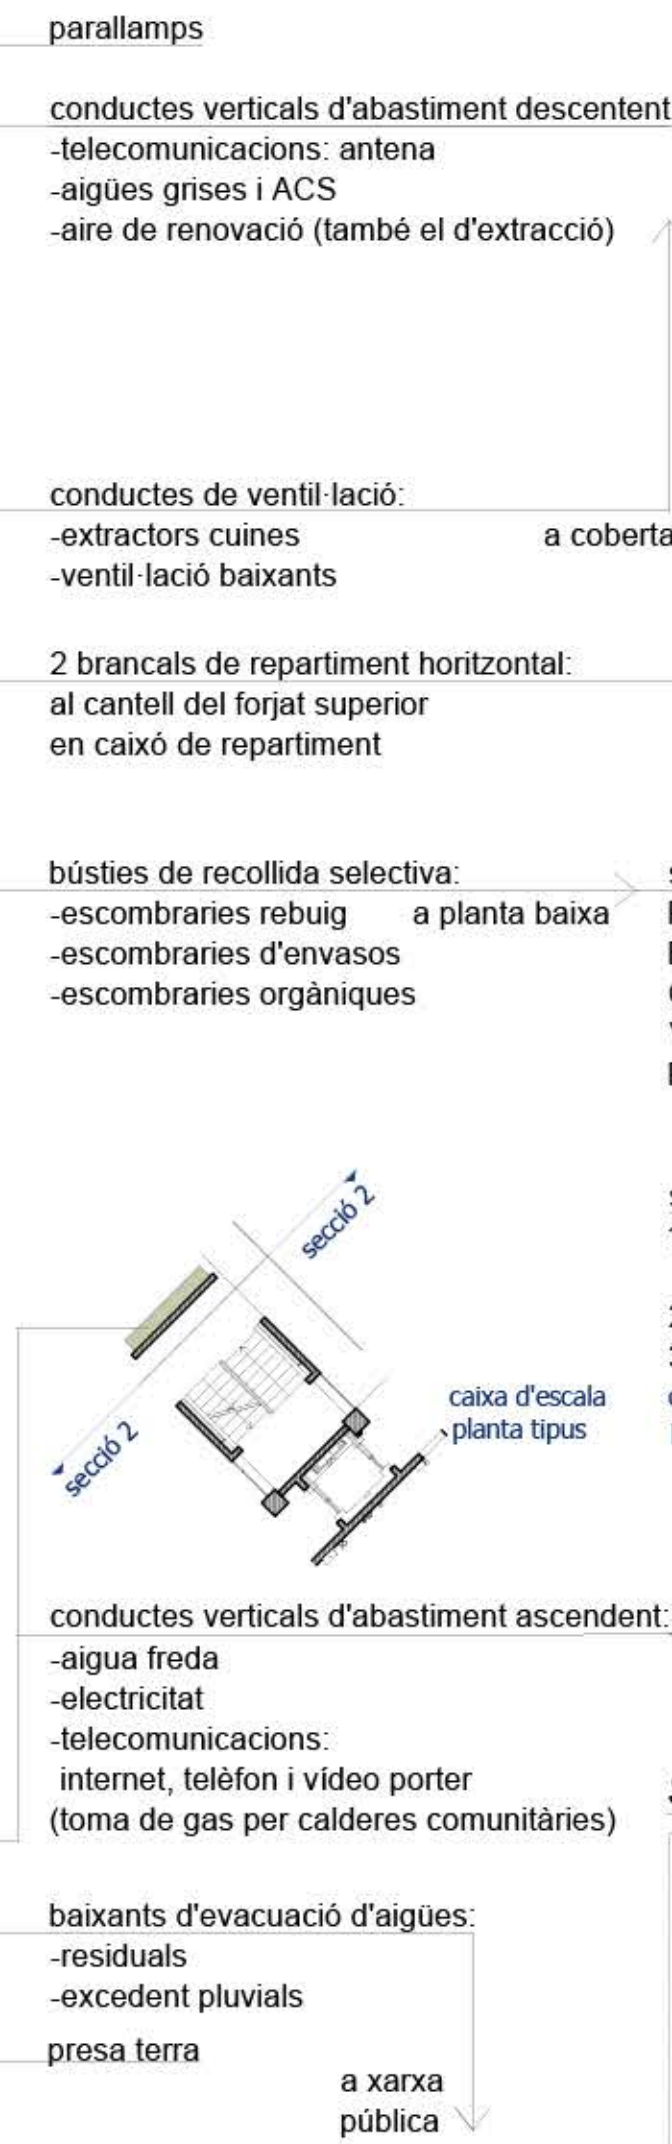 parallamps
conductes verticals d'abastiment descentent
-telecomunicacions: antena
-aigües grises i ACS
-aire de renovació (també el d'extracció)
conductes de ventil·lació:
-extractors cuines
a coberta
-ventil·lació baixants
2 brancals de repartiment horitzontal:
al cantell del forjat superior
en caixó de repartiment
bústies de recollida selectiva:
-escombraries rebuig
a planta baixa
-escombraries d'envasos
-escombraries orgàniques
secció 2
secció 2
caixa d'escala
planta tipus
conductes verticals d'abastiment ascendent:
-aigua freda
-electricitat
-telecomunicacions:
internet, telèfon i vídeo porter
(toma de gas per calderes comunitàries)
baixants d'evacuació d'aigües:
-residuals
-excedent pluvials
presa terra
a xarxa
pública